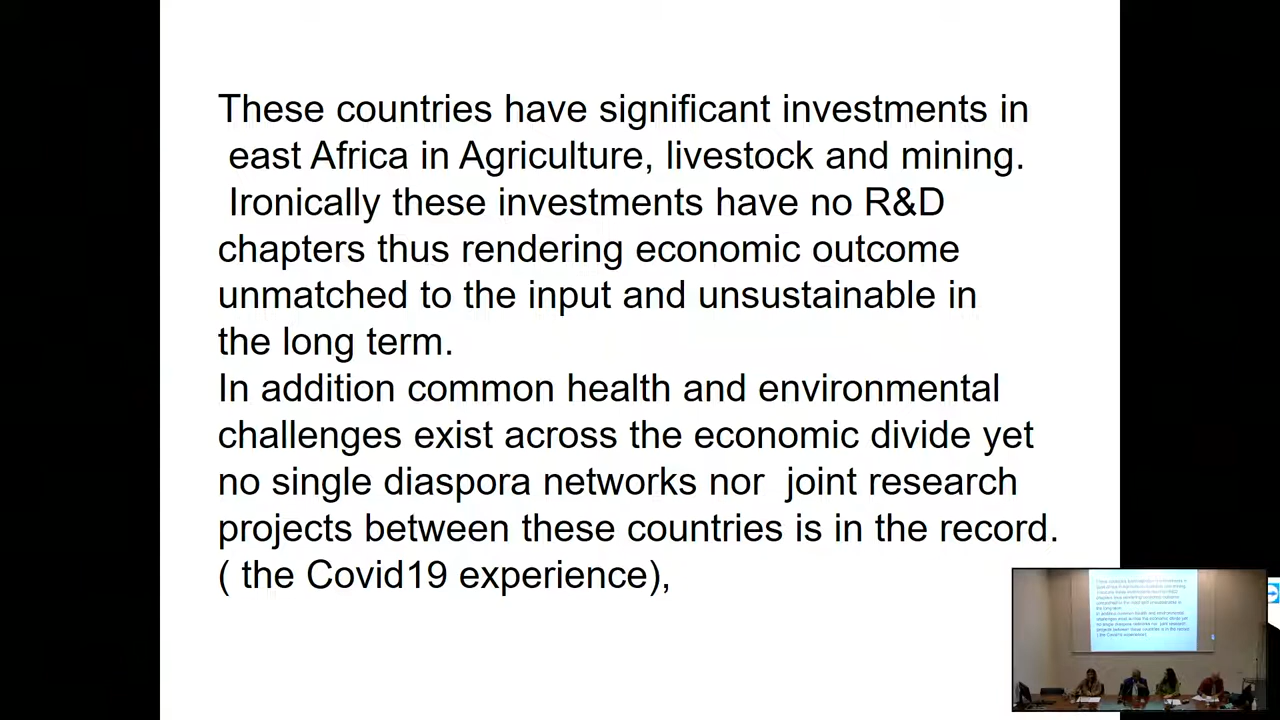 These countries have significant investments in
east Africa in Agriculture, livestock and mining.
Ironically these investments have no R&D
chapters thus rendering economic outcome
unmatched to the input and unsustainable in
the long term.
In addition common health and environmental
challenges exist across the economic divide yet
no single diaspora networks nor  joint research
projects between these countries is in the record.
( the Covid19 experience),